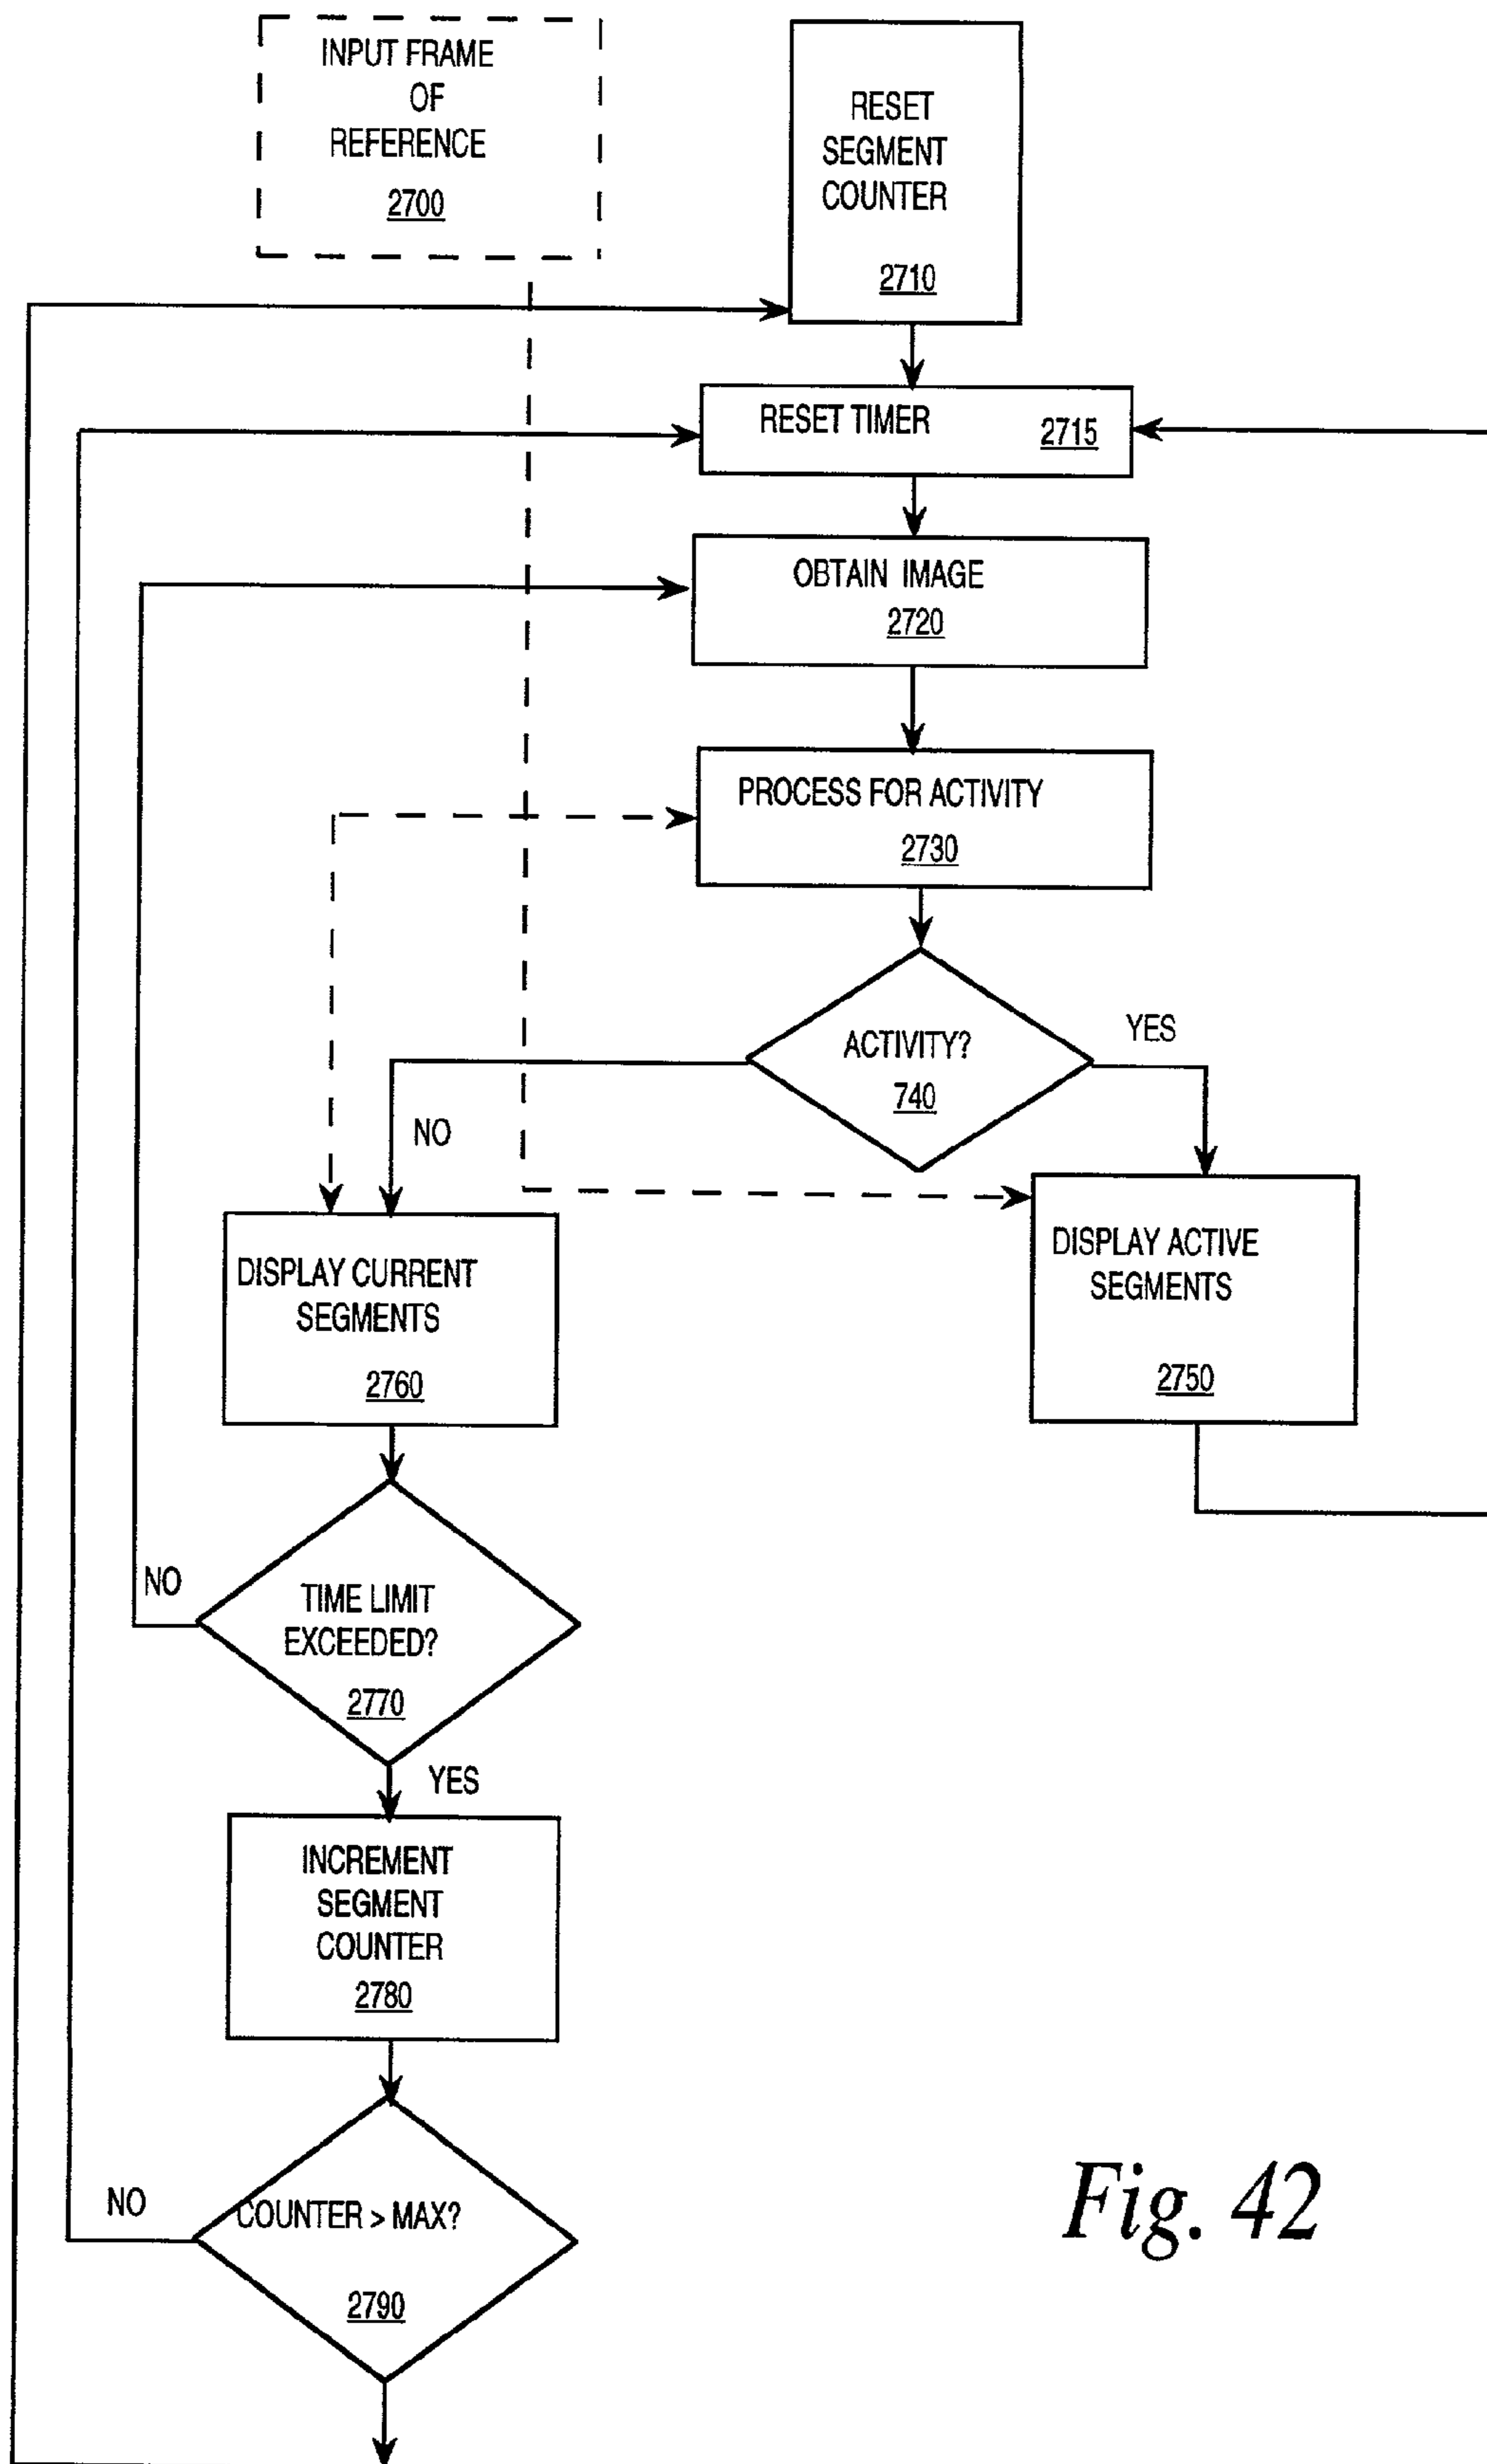 INPUT FRAME
OF
REFERENCE
2700
RESET
SEGMENT
COUNTER
2710
RESET TIMER 2715
OBTAIN IMAGE
2720
PROCESS FOR ACTIVITY
2730
ACTIVITY?
740
YES
NO
DISPLAY ACTIVE
SEGMENTS
2750
DISPLAY CURRENT
SEGMENTS
2760
NO
TIME LIMIT
EXCEEDED?
2770
YES
INCREMENT
SEGMENT
COUNTER
2780
NO
COUNTER > MAX?
2790
Fig. 42